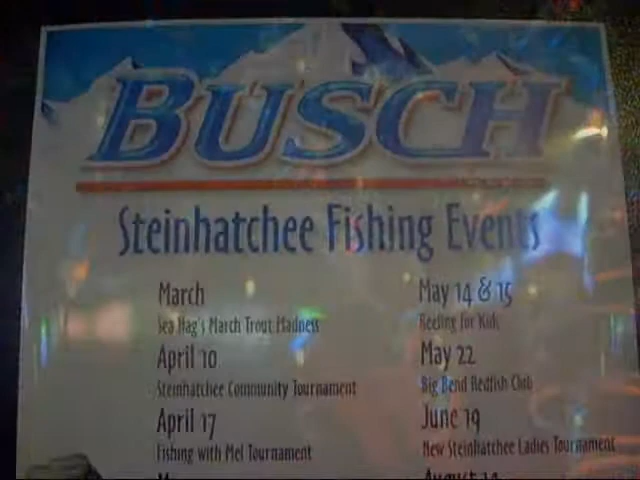 BUSCH
Steinhatchee Fishing Events
March
Sea Hag's March Trout Madness
April 10
Steinhatchee Community Tournament
April 17
Fishing with Mel Tournament
May 14 & 15
Reeling for Kids
May 22
Big Bend Redfish Club
June 19
New Steinhatchee Ladies Tournament
August 14